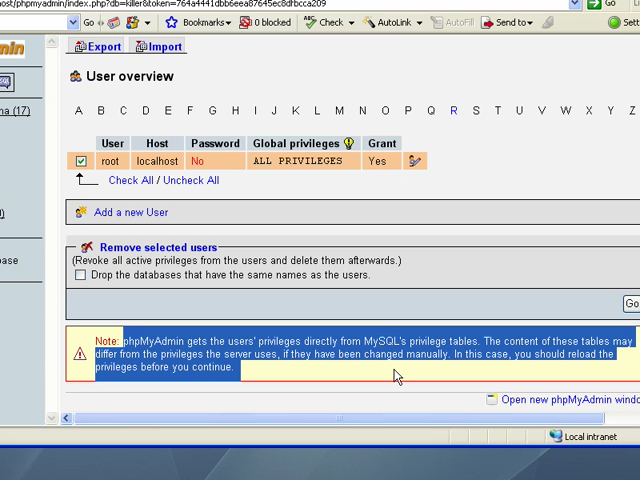 ost/phpmyadmin/index.php?db=killer&token=764a4441dbb6eea87645ec8dfbcca209
Go
Bookmarks
0 blocked
Check
AutoLink
AutoFill
Send to
Sett
Export
Import
User overview
A B C D E F G H I J K L M N O P Q R S T U V W X Y Z
User Host Password Global privileges Grant
root localhost No ALL PRIVILEGES Yes
Check All / Uncheck All
Add a new User
Remove selected users
(Revoke all active privileges from the users and delete them afterwards.)
Drop the databases that have the same names as the users.
Go
Note: phpMyAdmin gets the users' privileges directly from MySQL's privilege tables. The content of these tables may
differ from the privileges the server uses, if they have been changed manually. In this case, you should reload the
privileges before you continue.
Open new phpMyAdmin windo
Local intranet